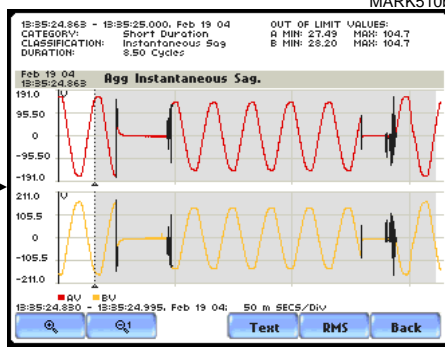 MARK510
13:35:24.863 - 13:35:25.000, Feb 19 04
OUT OF LIMIT VALUES:
CATEGORY: Short Duration
A MIN: 27.49 MAX: 104.7
CLASSIFICATION: Instantaneous Sag
B MIN: 28.20 MAX: 104.7
DURATION: 8.50 Cycles
Feb 19 04
13:35:24.863
Agg Instantaneous Sag.
191.0
V
95.50
0
-95.50
-191.0
211.0
V
105.5
0
-105.5
-211.0
AV BV
13:35:24.830 - 13:35:24.995, Feb 19 04: 50 m SECS/Div
1
Text
RMS
Back